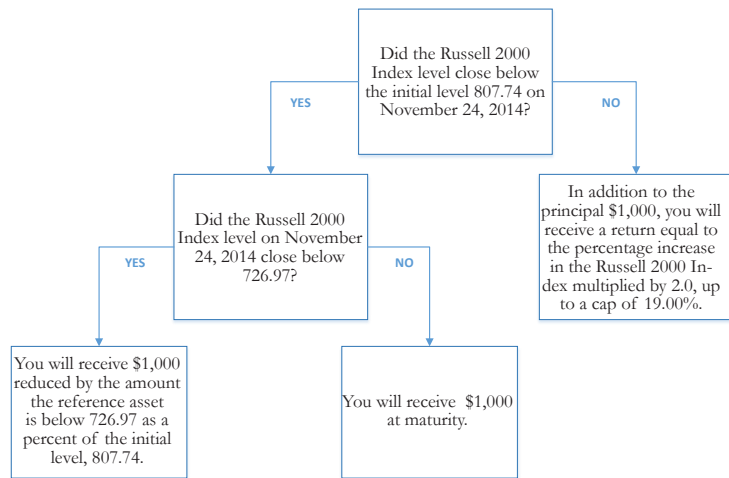 Did the Russell 2000
Index level close below
the initial level 807.74 on
November 24, 2014?
YES
NO
Did the Russell 2000
Index level on November
24, 2014 close below
726.97?
In addition to the
principal $1,000, you will
receive a return equal to
the percentage increase
in the Russell 2000 In-
dex multiplied by 2.0, up
to a cap of 19.00%.
YES
NO
You will receive $1,000
reduced by the amount
the reference asset
is below 726.97 as a
percent of the initial
level, 807.74.
You will receive $1,000
at maturity.